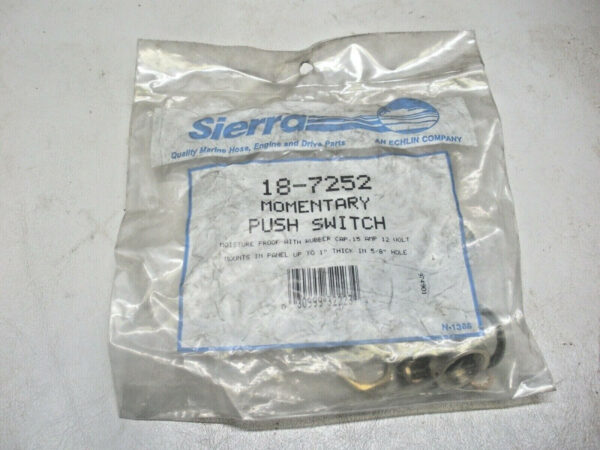 Sierra
Quality Marine Hose, Engine and Drive Parts
AN ECHLIN COMPANY
18-7252
MOMENTARY
PUSH SWITCH
MOISTURE PROOF WITH RUBBER CAP.15 AMP 12 VOLT
MOUNTS IN PANEL UP TO 1" THICK IN 5/8" HOLE
N-1386